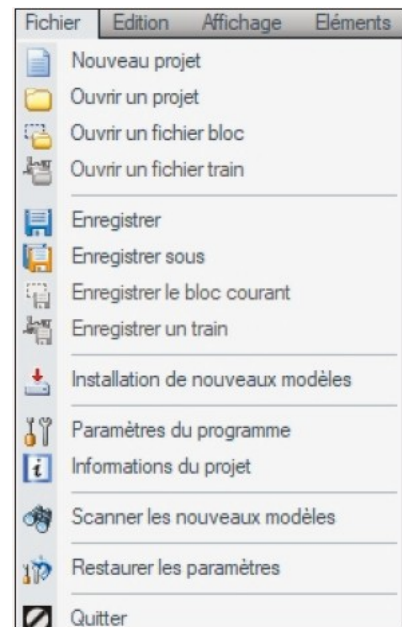 Fichier Edition Affichage Eléments
Nouveau projet
Ouvrir un projet
Ouvrir un fichier bloc
Ouvrir un fichier train
Enregistrer
Enregistrer sous
Enregistrer le bloc courant
Enregistrer un train
Installation de nouveaux modèles
Paramètres du programme
Informations du projet
Scanner les nouveaux modèles
Restaurer les paramètres
Quitter